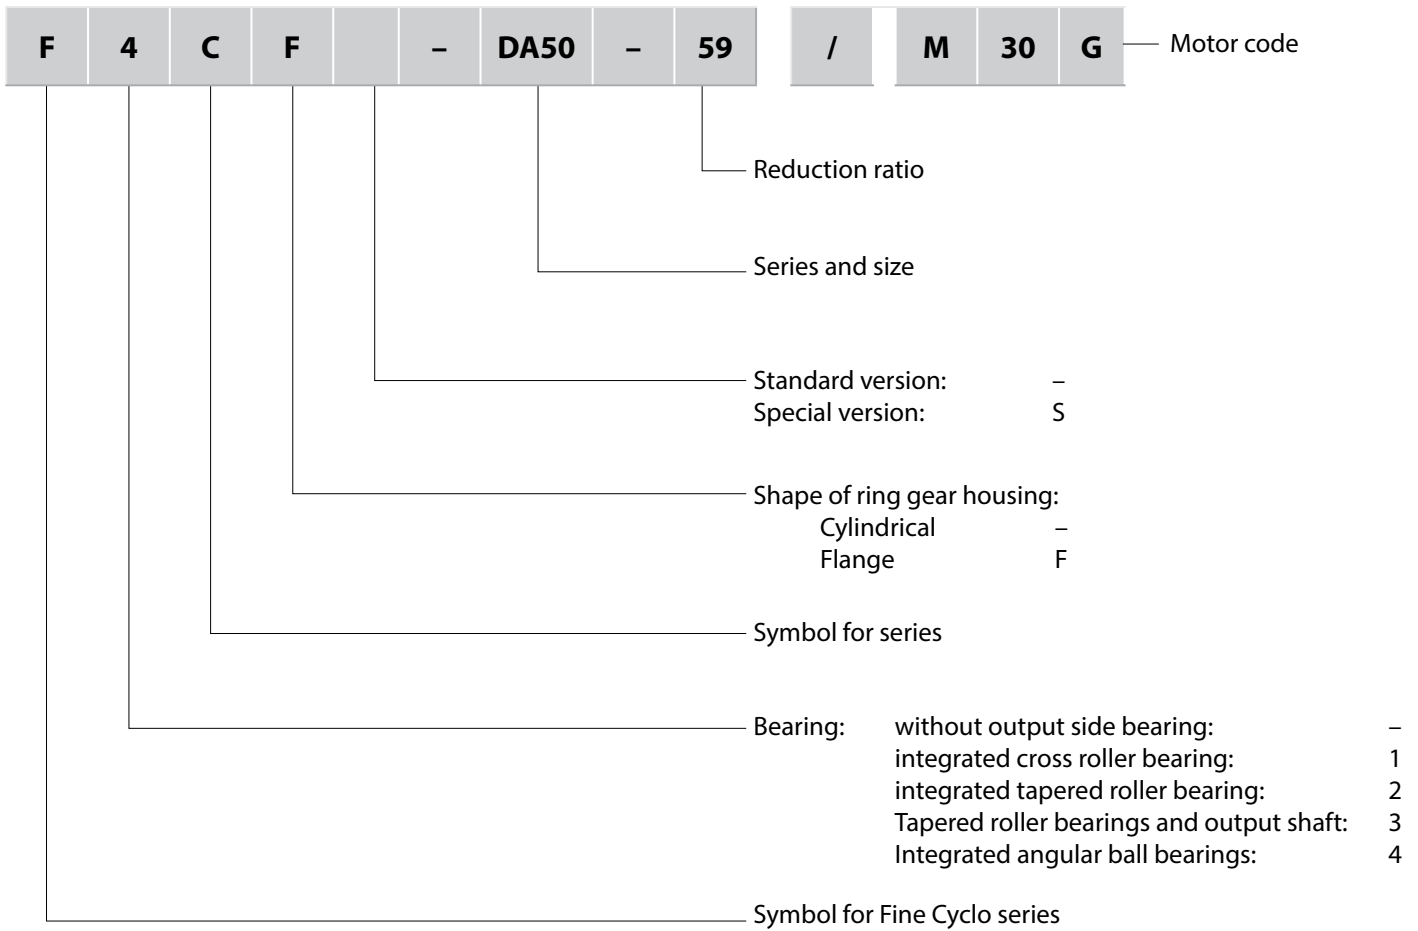 F 4 C F – DA50 – 59 / M 30 G Motor code
Reduction ratio
Series and size
Standard version: –
Special version: S
Shape of ring gear housing:
Cylindrical –
Flange F
Symbol for series
Bearing: without output side bearing: –
integrated cross roller bearing: 1
integrated tapered roller bearing: 2
Tapered roller bearings and output shaft: 3
Integrated angular ball bearings: 4
Symbol for Fine Cyclo series